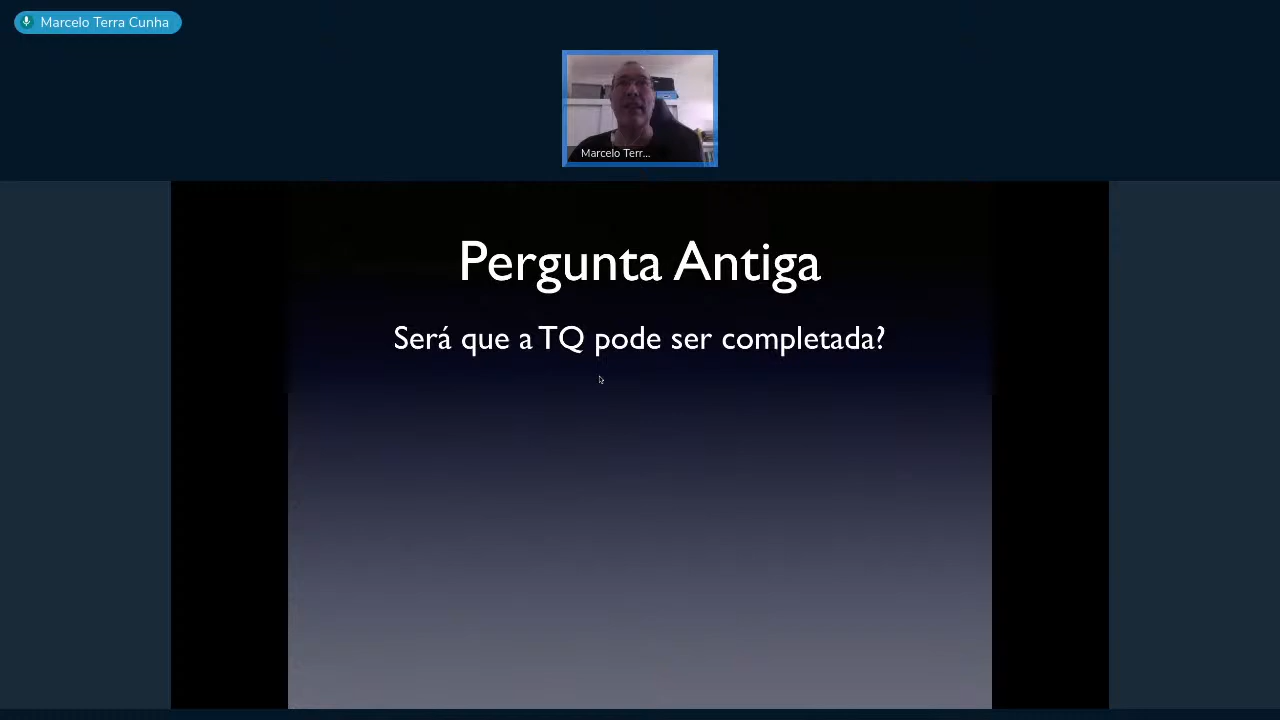 Marcelo Terra Cunha
Marcelo Terr...
Pergunta Antiga
Será que a TQ pode ser completada?